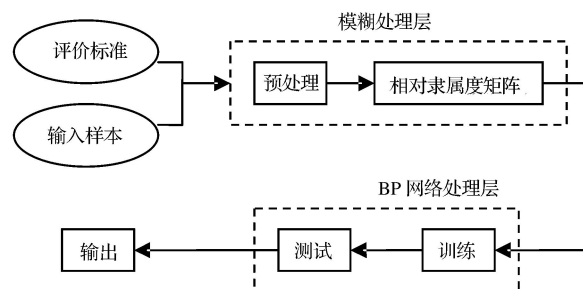 模糊处理层
评价标准
预处理
相对隶属度矩阵
输入样本
BP 网络处理层
输出
测试
训练